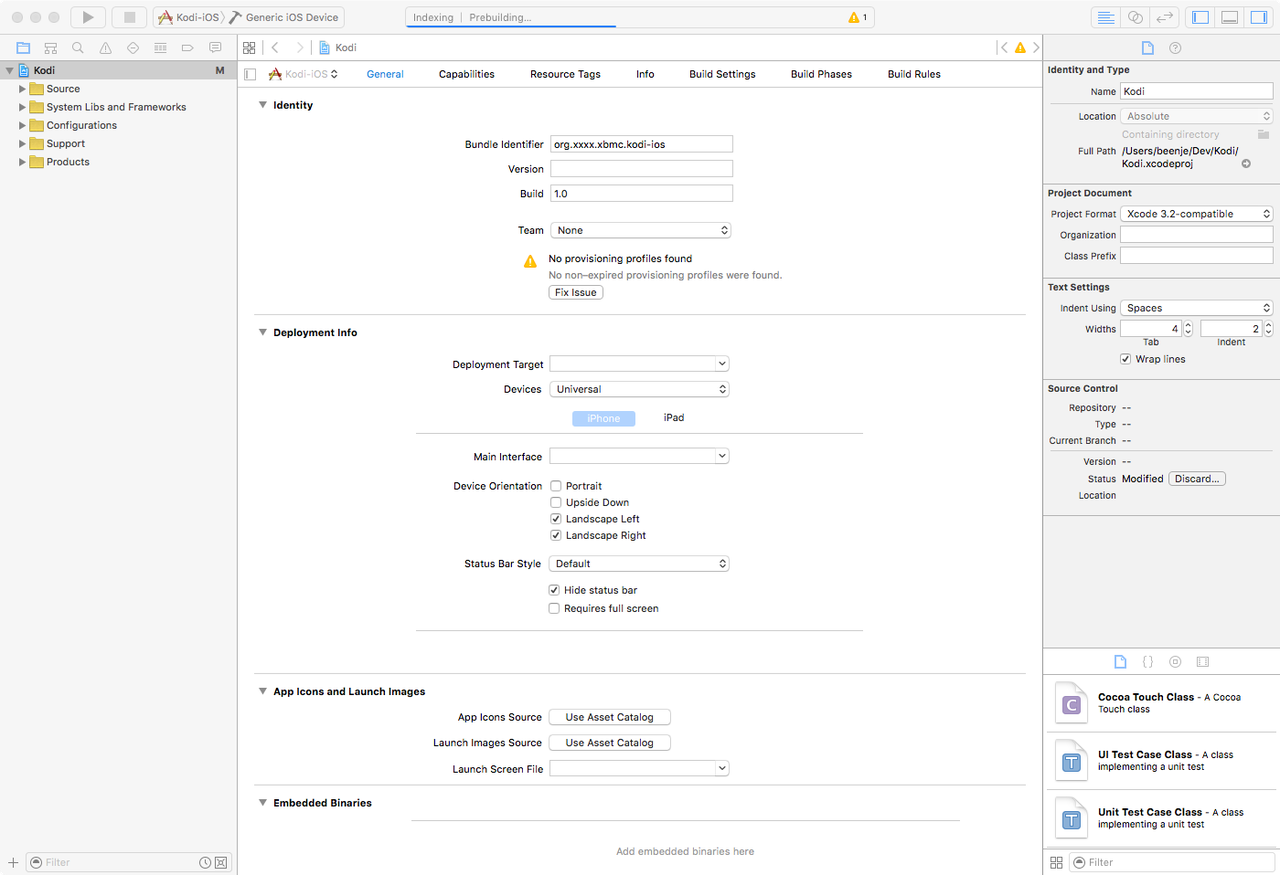 Kodi-iOS Generic iOS Device
Indexing | Prebuilding... 1
Kodi
Kodi M
Source
System Libs and Frameworks
Configurations
Support
Products
Filter
Kodi-iOS General Capabilities Resource Tags Info Build Settings Build Phases Build Rules
Identity
Bundle Identifier org.xxxx.xbmc.kodi-ios
Version
Build 1.0
Team None
No provisioning profiles found
No non-expired provisioning profiles were found.
Fix Issue
Deployment Info
Deployment Target
Devices Universal
iPhone iPad
Main Interface
Device Orientation Portrait
Upside Down
Landscape Left
Landscape Right
Status Bar Style Default
Hide status bar
Requires full screen
App Icons and Launch Images
App Icons Source Use Asset Catalog
Launch Images Source Use Asset Catalog
Launch Screen File
Embedded Binaries
Add embedded binaries here
Identity and Type
Name Kodi
Location Absolute
Containing directory
Full Path /Users/beenje/Dev/Kodi/
Kodi.xcodeproj
Project Document
Project Format Xcode 3.2-compatible
Organization
Class Prefix
Text Settings
Indent Using Spaces
Widths 4 2
Tab Indent
Wrap lines
Source Control
Repository --
Type --
Current Branch --
Version --
Status Modified Discard...
Location
{ }
C Cocoa Touch Class - A Cocoa
Touch class
T UI Test Case Class - A class
implementing a unit test
T Unit Test Case Class - A class
implementing a unit test
Filter